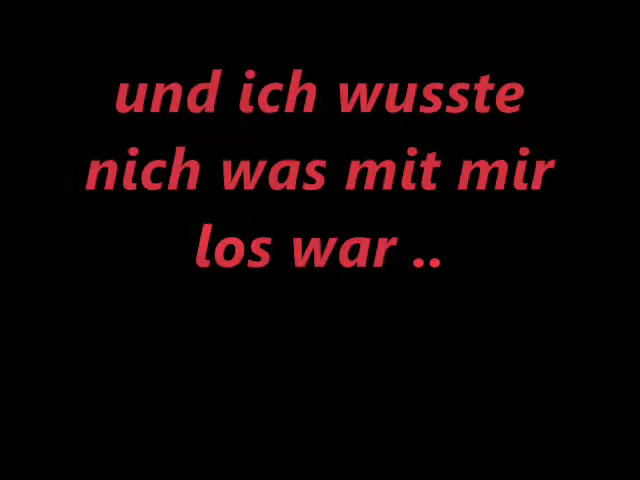 und ich wusste
nich was mit mir
los war ..